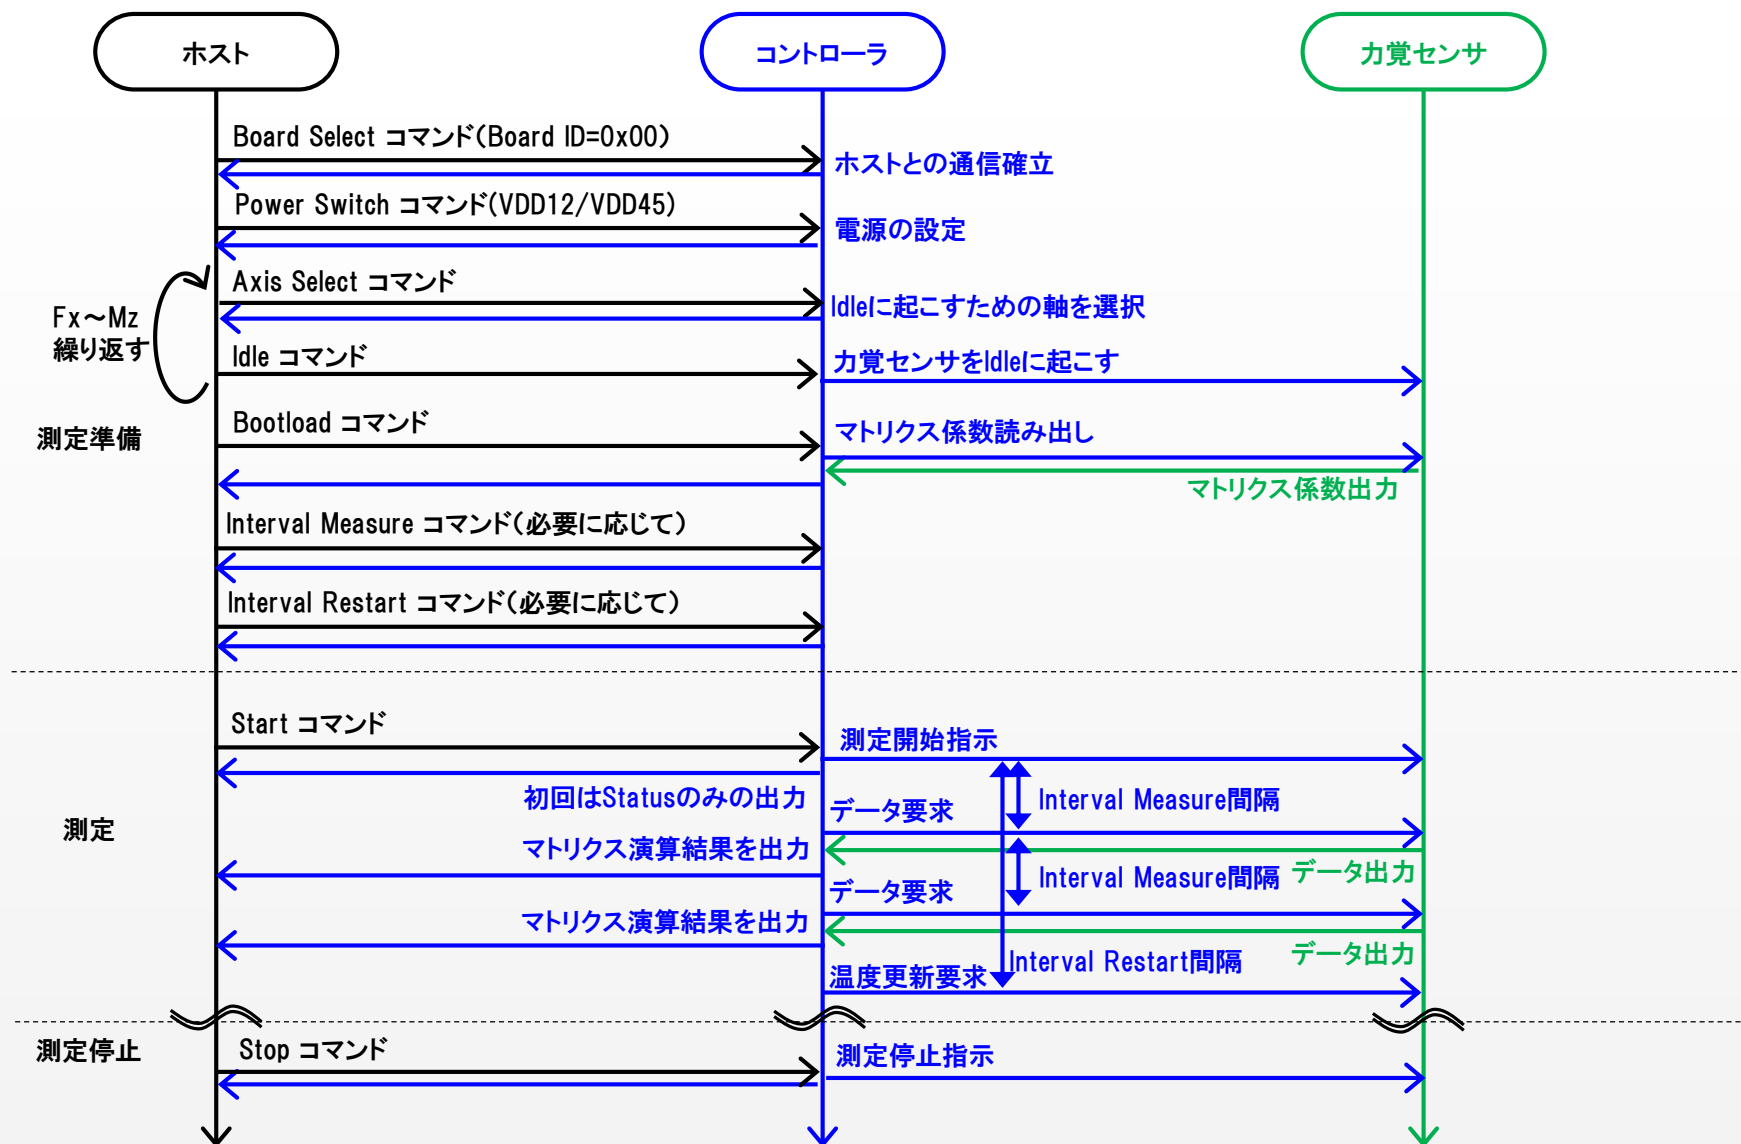 ホスト
コントローラ
力覚センサ
Board Select コマンド(Board ID=0x00)
ホストとの通信確立
Power Switch コマンド(VDD12/VDD45)
電源の設定
Axis Select コマンド
Idleに起こすための軸を選択
Fx～Mz
繰り返す
Idle コマンド
力覚センサをIdleに起こす
測定準備
Bootload コマンド
マトリクス係数読み出し
マトリクス係数出力
Interval Measure コマンド(必要に応じて)
Interval Restart コマンド(必要に応じて)
Start コマンド
測定開始指示
初回はStatusのみの出力
データ要求
Interval Measure間隔
測定
マトリクス演算結果を出力
データ出力
データ要求
Interval Measure間隔
マトリクス演算結果を出力
データ出力
温度更新要求
Interval Restart間隔
測定停止
Stop コマンド
測定停止指示